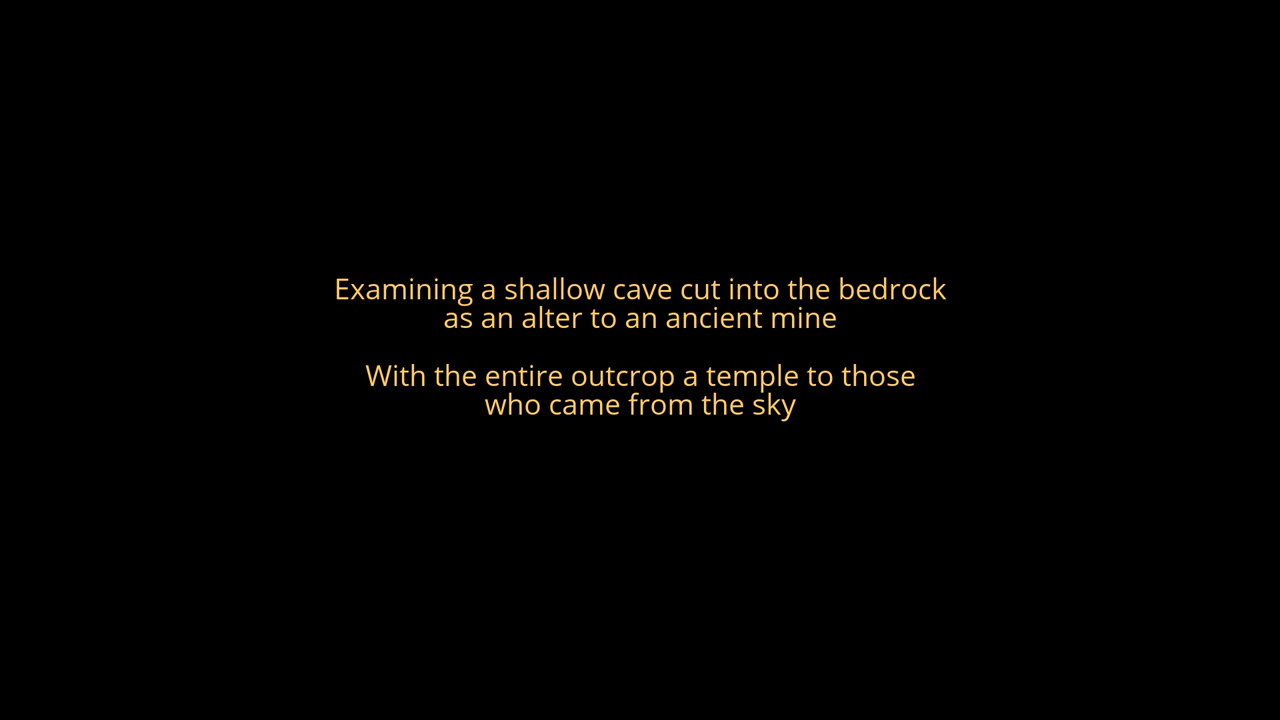 Examining a shallow cave cut into the bedrock
as an alter to an ancient mine
With the entire outcrop a temple to those
who came from the sky